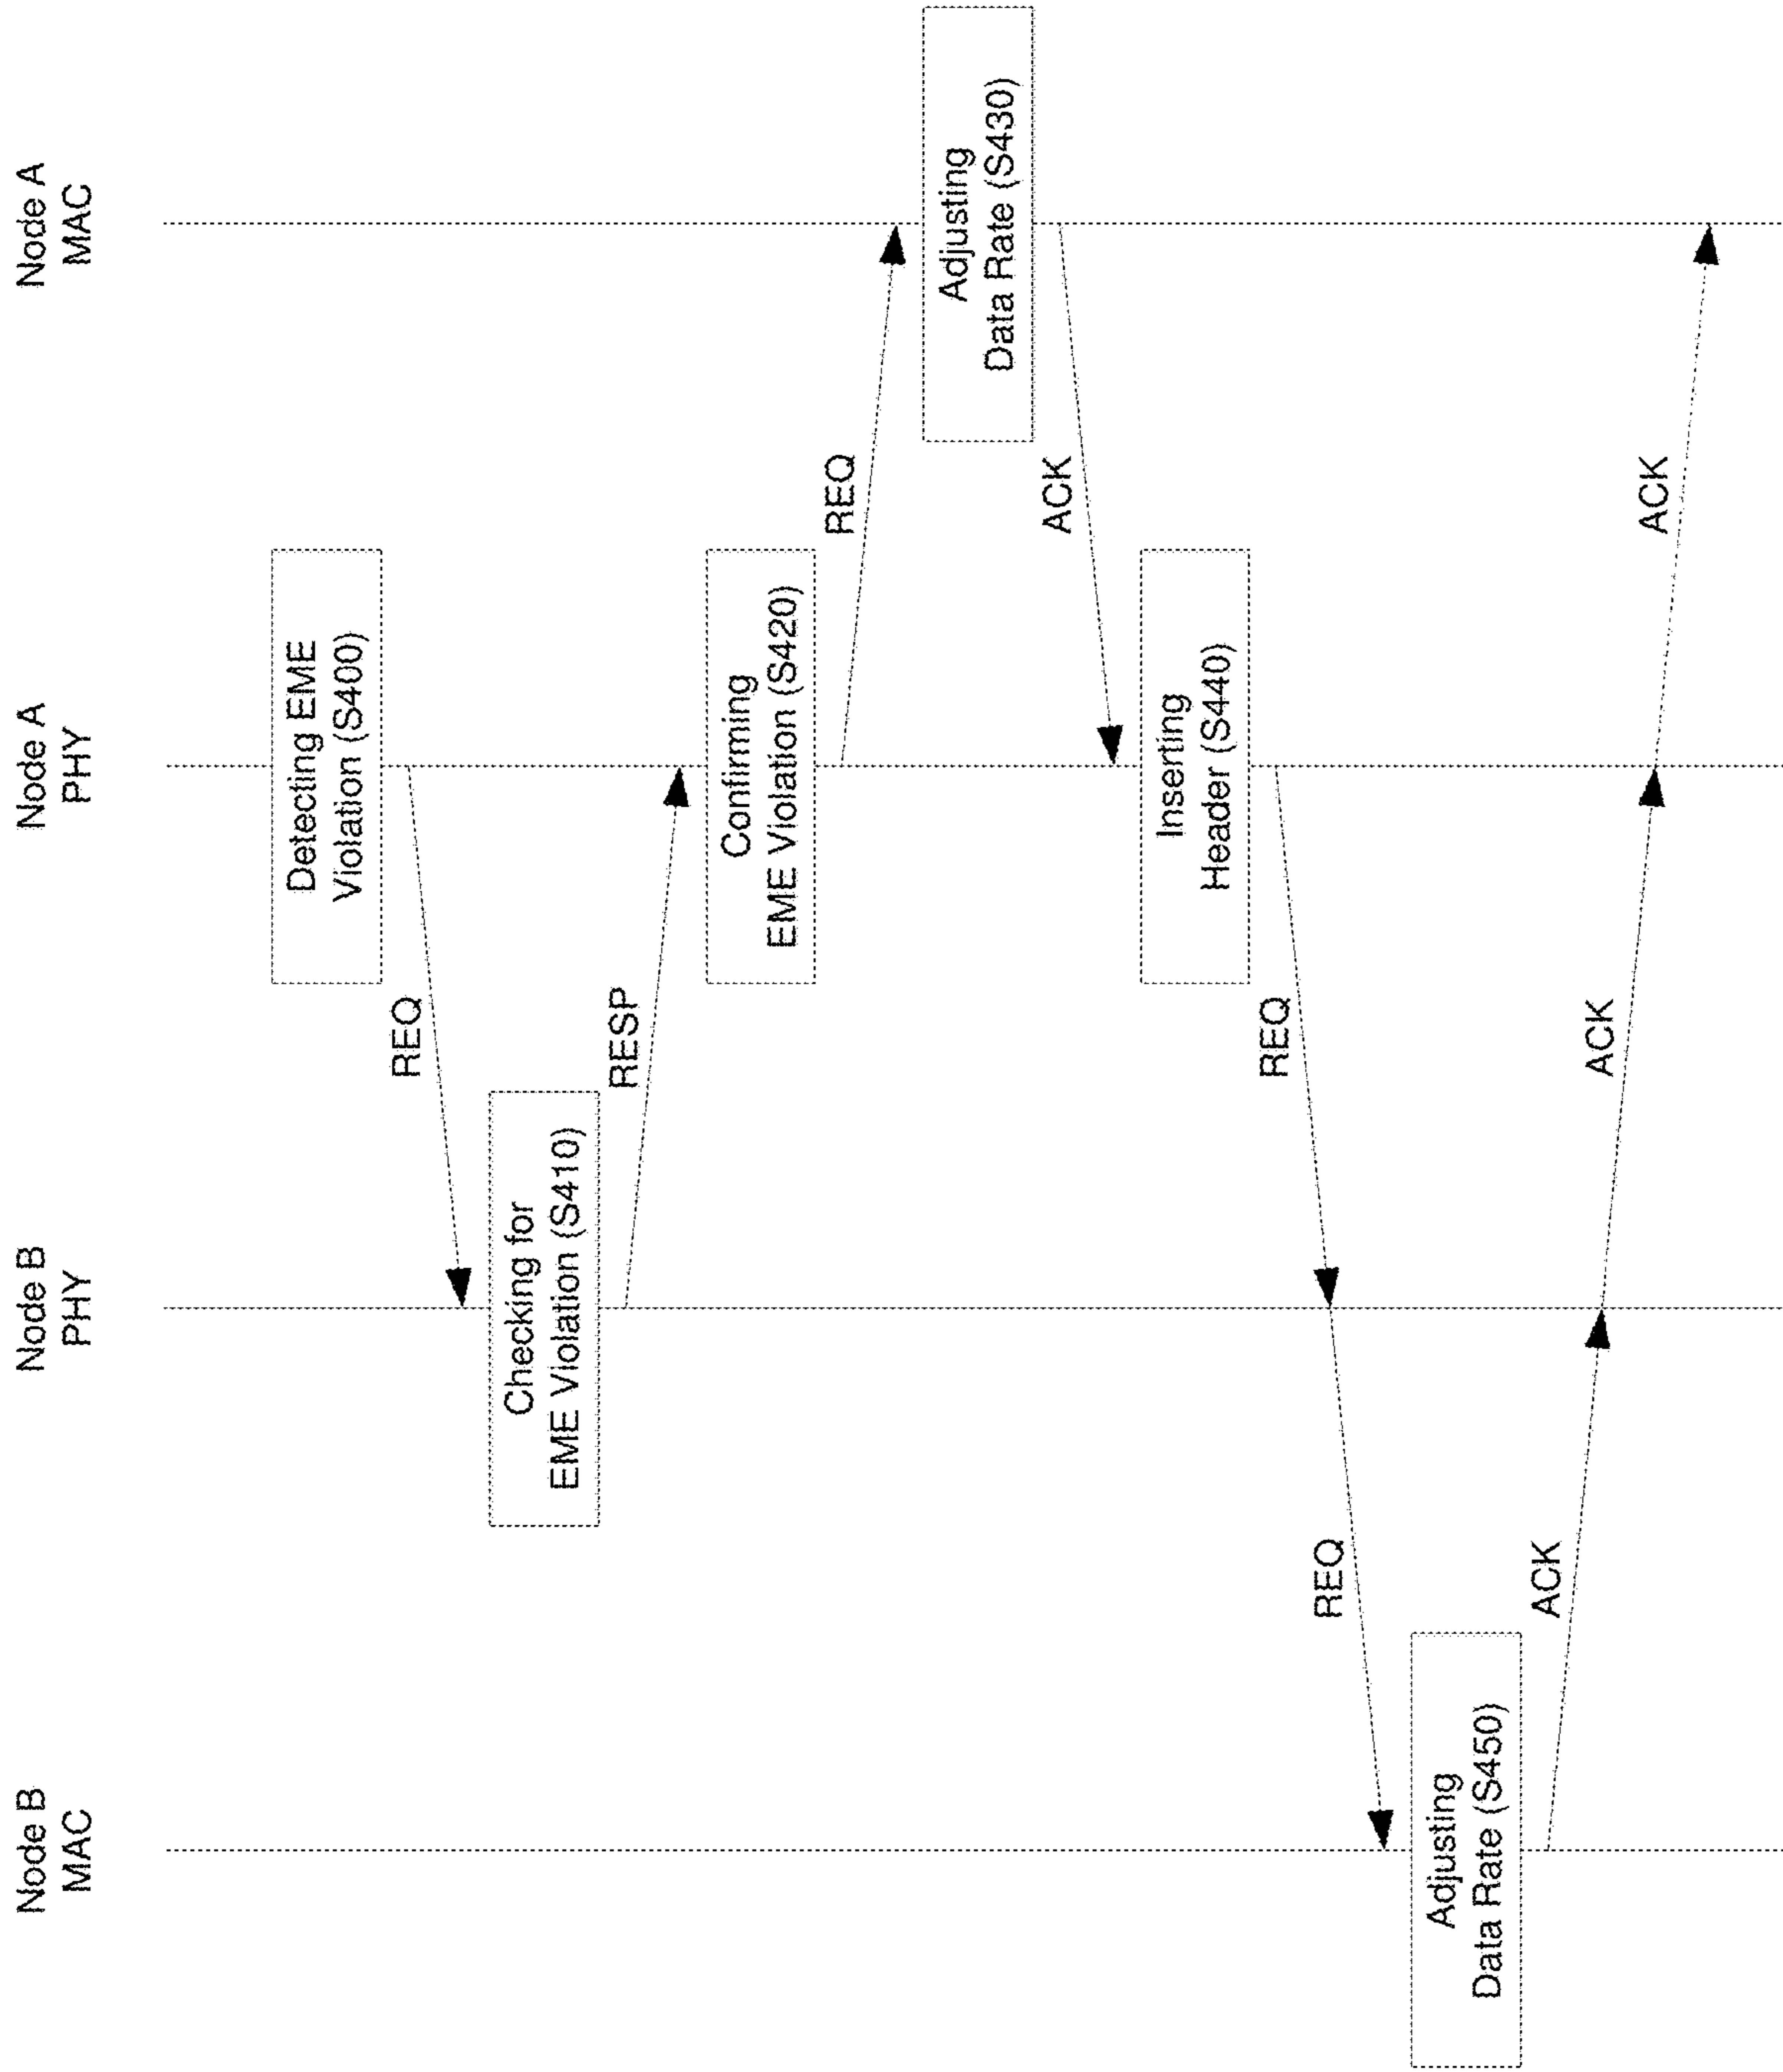 Node B
MAC
Node B
PHY
Node A
PHY
Node A
MAC
Detecting EME
Violation (S400)
REQ
Checking for
EME Violation (S410)
RESP
Confirming
EME Violation (S420)
REQ
Adjusting
Data Rate (S430)
ACK
Inserting
Header (S440)
REQ
REQ
Adjusting
Data Rate (S450)
ACK
ACK
ACK